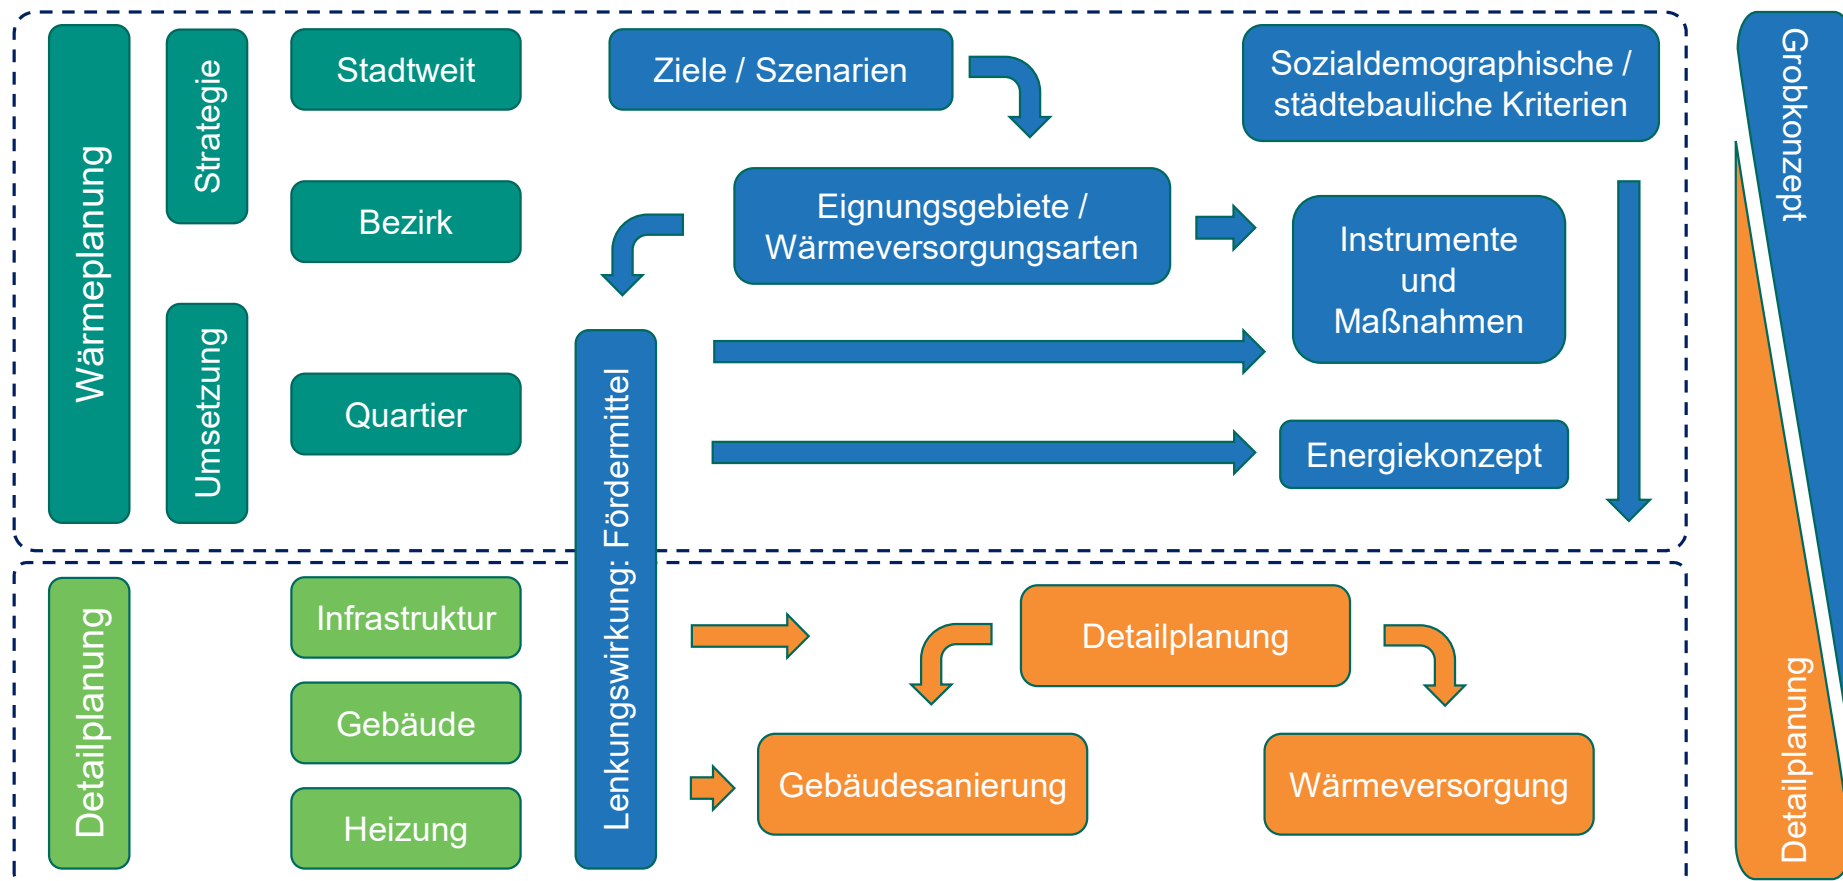 Wärmeplanung
Strategie
Umsetzung
Stadtweit
Bezirk
Quartier
Ziele / Szenarien
Eignungsgebiete /
Wärmeversorgungsarten
Sozialdemographische /
städtebauliche Kriterien
Instrumente
und
Maßnahmen
Energiekonzept
Lenkungswirkung: Fördermittel
Detailplanung
Infrastruktur
Gebäude
Heizung
Detailplanung
Gebäudesanierung
Wärmeversorgung
Grobkonzept
Detailplanung